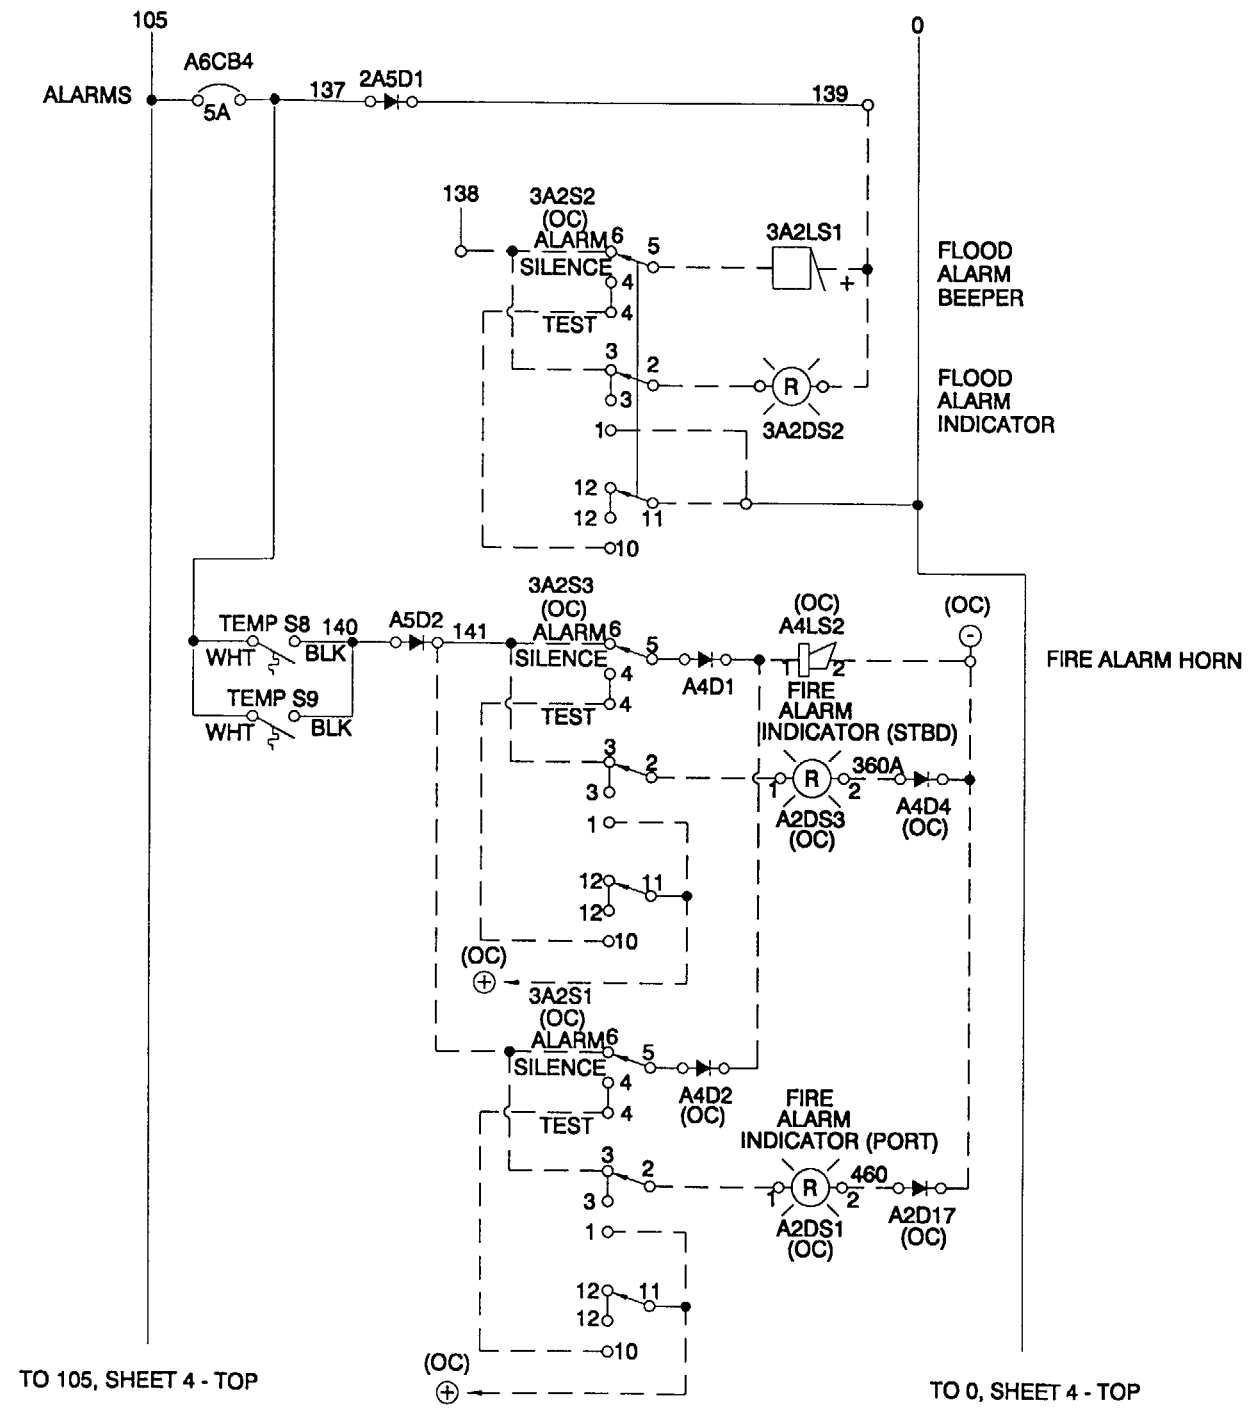 105
0
A6CB4
2A5D1
ALARMS
137
139
5A
138
3A2S2
(OC)
ALARM 6
5
3A2LS1
FLOOD
ALARM
BEEPER
SILENCE
4
+
4
TEST
3
2
FLOOD
ALARM
INDICATOR
R
3
3A2DS2
1
12
12
11
10
3A2S3
(OC)
(OC)
(OC)
TEMP S8
140
A5D2
141
ALARM 6
A4LS2
-
WHT
BLK
SILENCE
5
1
2
FIRE ALARM HORN
4
A4D1
TEMP S9
FIRE
ALARM
INDICATOR (STBD)
WHT
BLK
4
TEST
3
2
R
360A
1
2
3
A2DS3
(OC)
A4D4
(OC)
1
12
11
12
10
(OC)
+
3A2S1
(OC)
ALARM 6
5
SILENCE
4
A4D2
(OC)
FIRE
ALARM
INDICATOR (PORT)
4
TEST
3
2
R
460
1
2
3
A2DS1
(OC)
A2D17
(OC)
1
12
11
12
10
(OC)
+
TO 105, SHEET 4 - TOP
TO 0, SHEET 4 - TOP